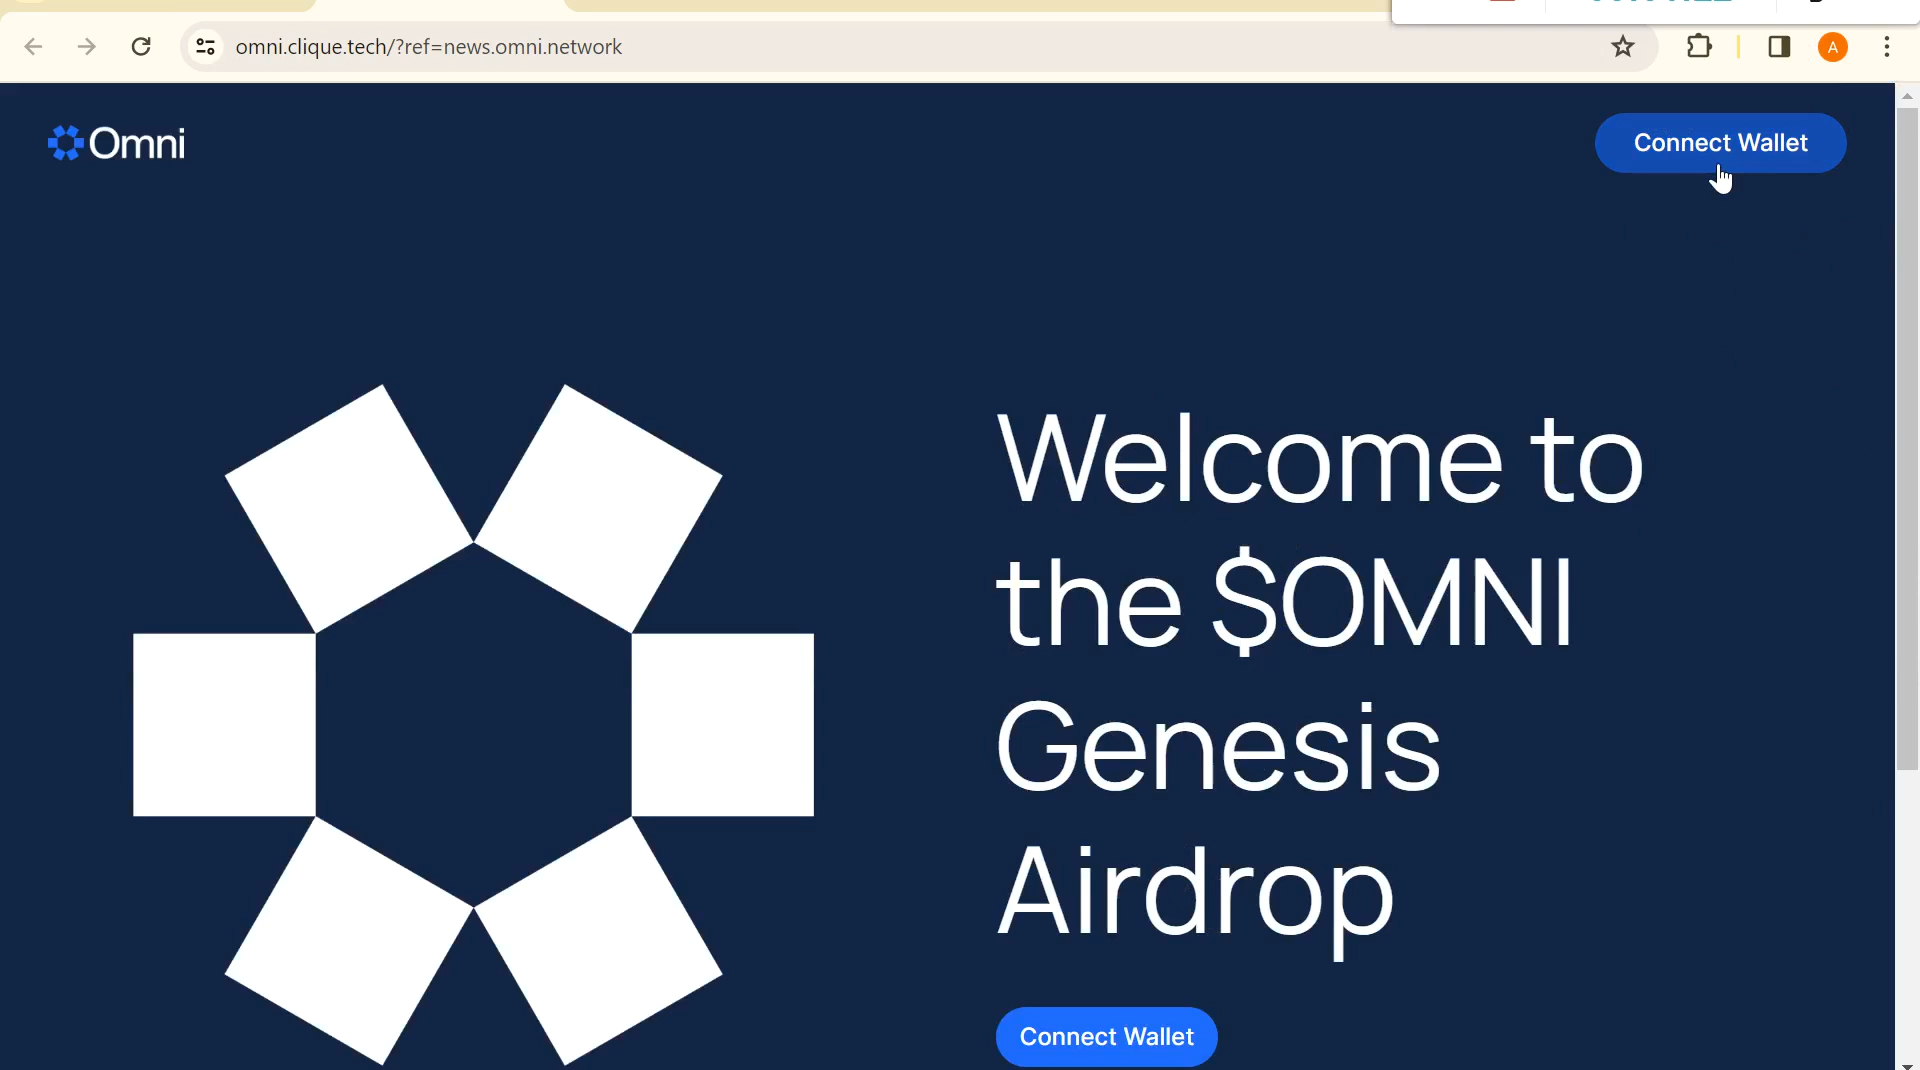 omni.clique.tech/?ref=news.omni.network
A
Omni
Connect Wallet
Welcome to
the $OMNI
Genesis
Airdrop
Connect Wallet